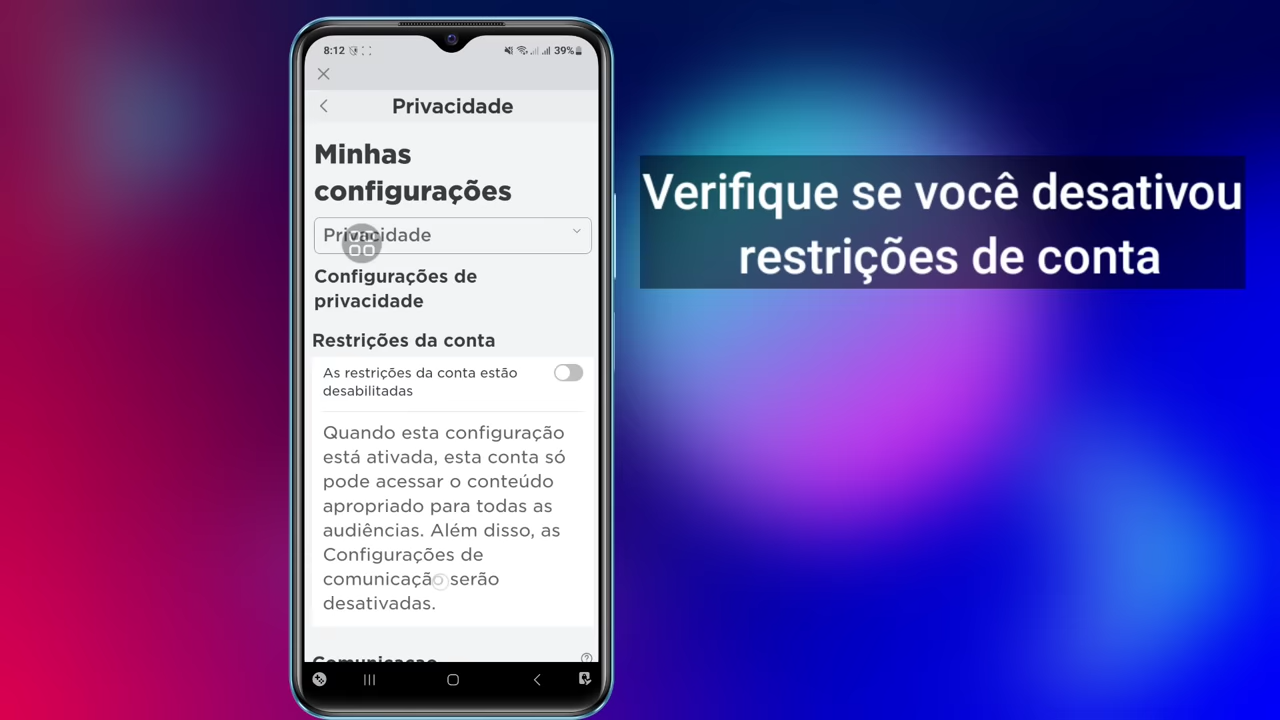 8:12
39%
Privacidade
Minhas
configurações
Privacidade
Configurações de
privacidade
Restrições da conta
As restrições da conta estão
desabilitadas
Quando esta configuração
está ativada, esta conta só
pode acessar o conteúdo
apropriado para todas as
audiências. Além disso, as
Configurações de
comunicação serão
desativadas.
Verifique se você desativou
restrições de conta